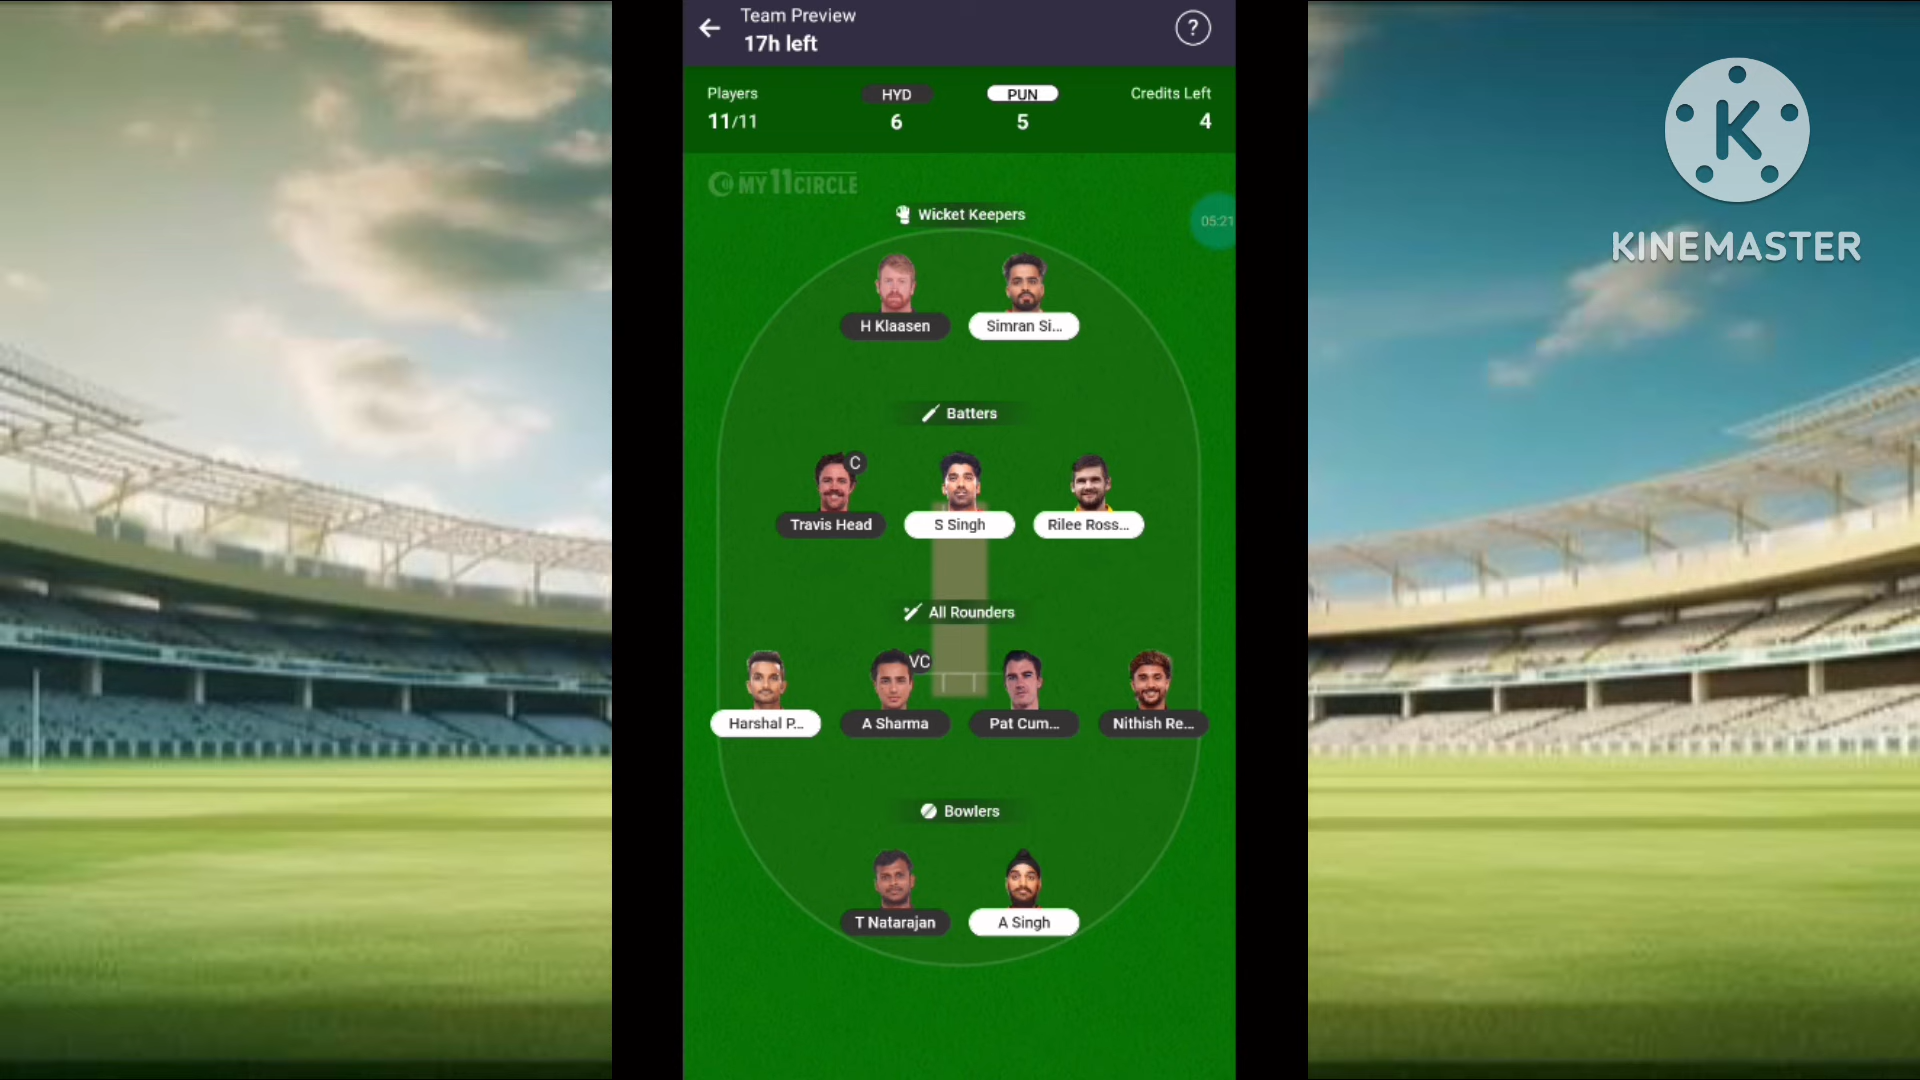 Team Preview
17h left
?
Players HYD PUN Credits Left
11/11 6 5 4
MY11CIRCLE
Wicket Keepers
05:21
H Klaasen Simran Si...
Batters
C
Travis Head S Singh Rilee Ross...
All Rounders
VC
Harshal P... A Sharma Pat Cum... Nithish Re...
Bowlers
T Natarajan A Singh
K
KINEMASTER